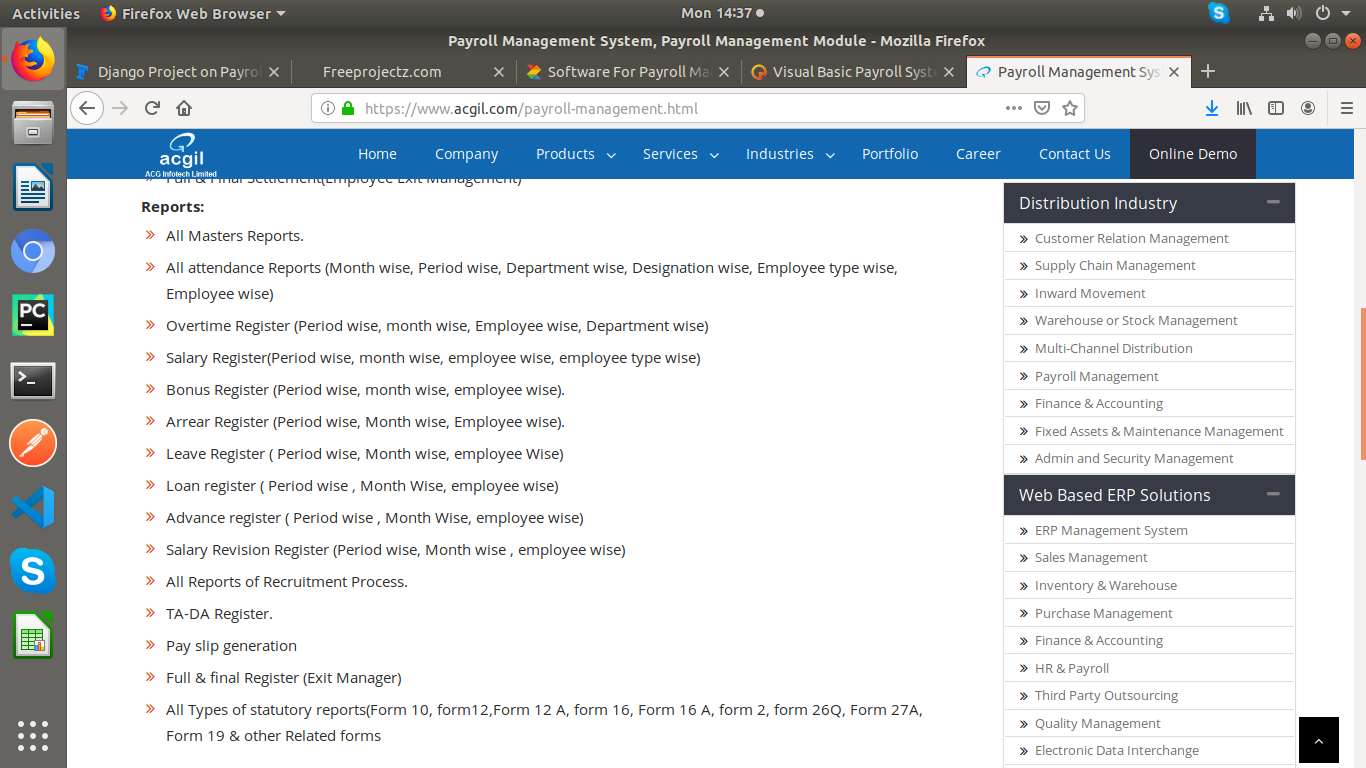 Activities
Firefox Web Browser
Mon 14:37
Payroll Management System, Payroll Management Module - Mozilla Firefox
Django Project on Payrol
Freeprojectz.com
Software For Payroll Ma
Visual Basic Payroll Syste
Payroll Management Sys
https://www.acgil.com/payroll-management.html
acgil
ACG Infotech Limited
Home
Company
Products
Services
Industries
Portfolio
Career
Contact Us
Online Demo
Full & Final Settlement(Employee Exit Management)
Reports:
All Masters Reports.
All attendance Reports (Month wise, Period wise, Department wise, Designation wise, Employee type wise,
Employee wise)
Overtime Register (Period wise, month wise, Employee wise, Department wise)
Salary Register(Period wise, month wise, employee wise, employee type wise)
Bonus Register (Period wise, month wise, employee wise).
Arrear Register (Period wise, Month wise, Employee wise).
Leave Register ( Period wise, Month wise, employee Wise)
Loan register ( Period wise , Month Wise, employee wise)
Advance register ( Period wise , Month Wise, employee wise)
Salary Revision Register (Period wise, Month wise , employee wise)
All Reports of Recruitment Process.
TA-DA Register.
Pay slip generation
Full & final Register (Exit Manager)
All Types of statutory reports(Form 10, form12,Form 12 A, form 16, Form 16 A, form 2, form 26Q, Form 27A,
Form 19 & other Related forms
Distribution Industry
Customer Relation Management
Supply Chain Management
Inward Movement
Warehouse or Stock Management
Multi-Channel Distribution
Payroll Management
Finance & Accounting
Fixed Assets & Maintenance Management
Admin and Security Management
Web Based ERP Solutions
ERP Management System
Sales Management
Inventory & Warehouse
Purchase Management
Finance & Accounting
HR & Payroll
Third Party Outsourcing
Quality Management
Electronic Data Interchange
PC